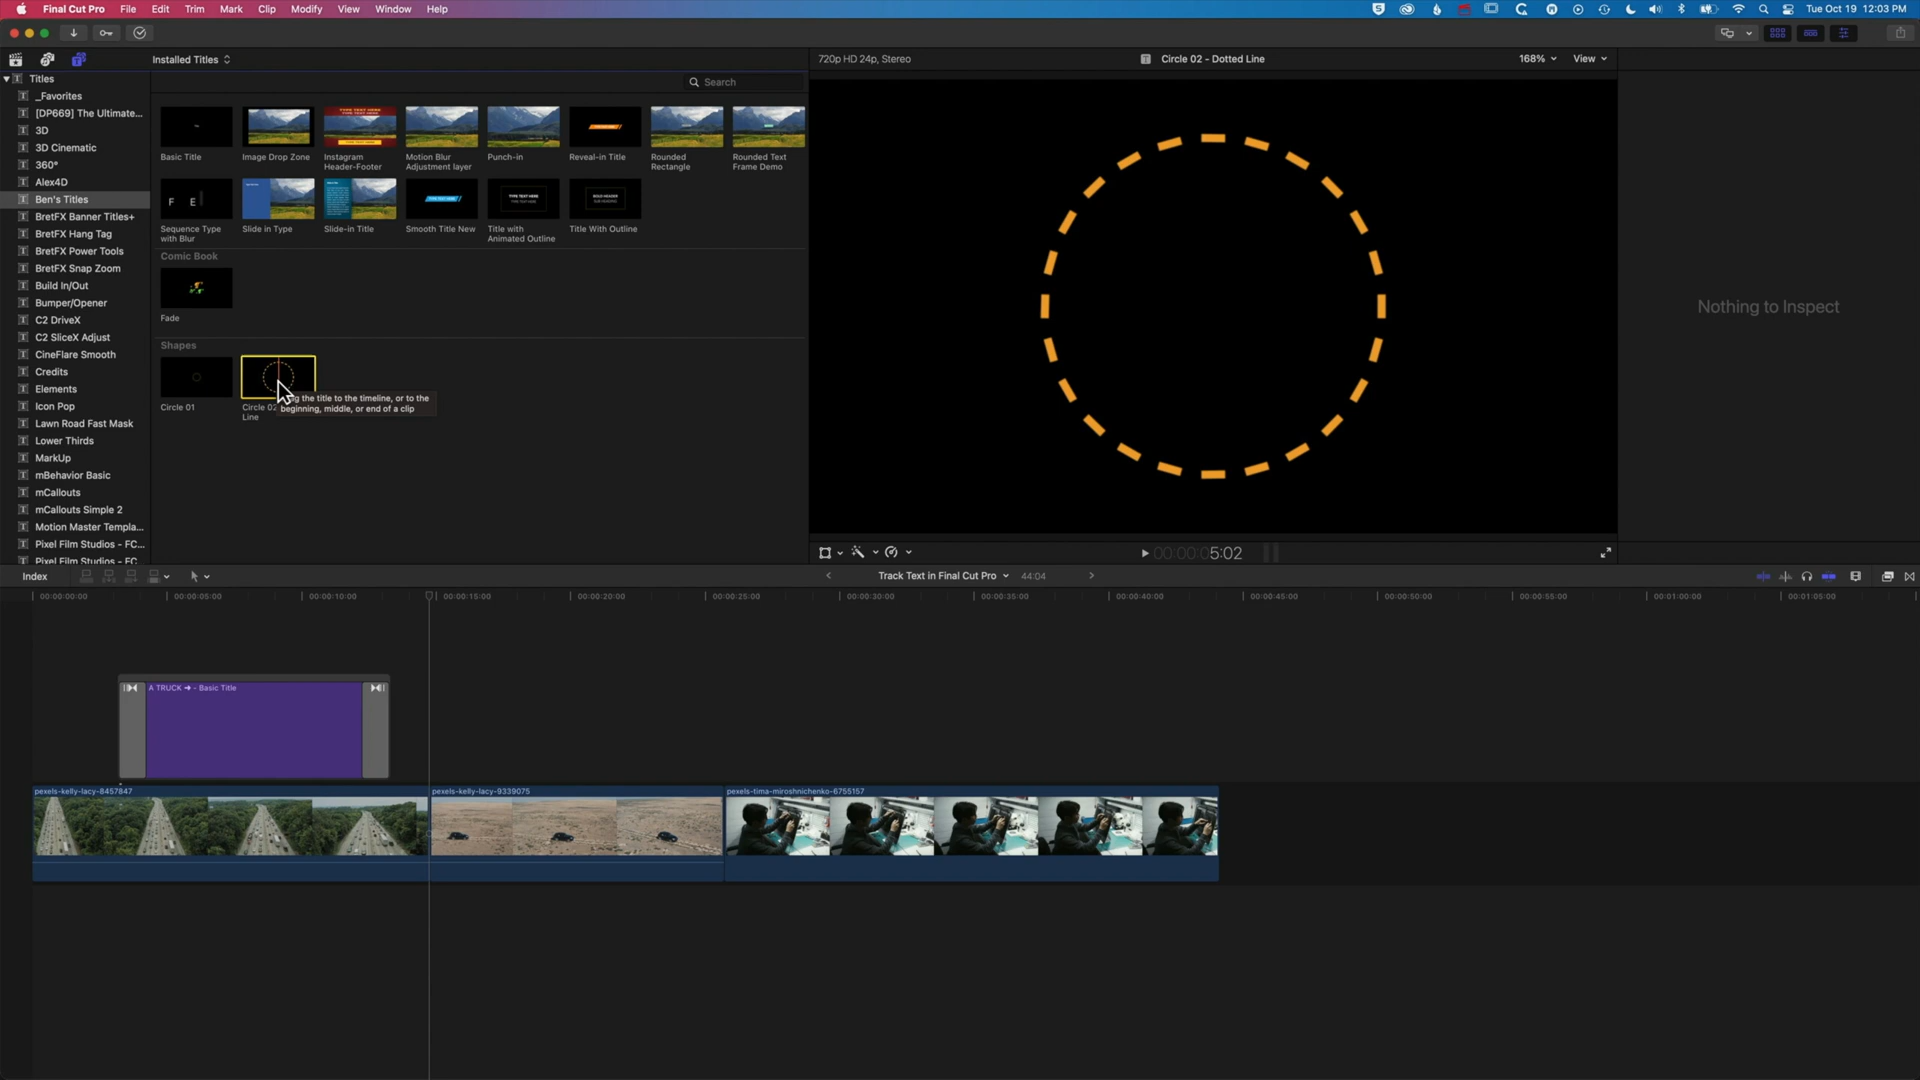 Final Cut Pro File Edit Trim Mark Clip Modify View Window Help
Tue Oct 19 12:03 PM
Installed Titles
720p HD 24p, Stereo
Circle 02 - Dotted Line
168%
View
Titles
Search
_Favorites
[DP669] The Ultimate...
3D
3D Cinematic
360°
Alex4D
Ben's Titles
BretFX Banner Titles+
BretFX Hang Tag
BretFX Power Tools
BretFX Snap Zoom
Build In/Out
Bumper/Opener
C2 DriveX
C2 SliceX Adjust
CineFlare Smooth
Credits
Elements
Icon Pop
Lawn Road Fast Mask
Lower Thirds
MarkUp
mBehavior Basic
mCallouts
mCallouts Simple 2
Motion Master Templa...
Pixel Film Studios - FC...
Pixel Film Studios - FC
Basic Title
Image Drop Zone
Instagram
Header-Footer
Motion Blur
Adjustment layer
Punch-in
Reveal-in Title
Rounded
Rectangle
Rounded Text
Frame Demo
F E
TYPE TEXT HERE
Sequence Type
with Blur
Slide in Type
Slide-in Title
Smooth Title New
Title with
Animated Outline
Title With Outline
Comic Book
Fade
Shapes
Circle 01
Circle 02
Line
the title to the timeline, or to the
beginning, middle, or end of a clip
Nothing to Inspect
00:00:05:02
Index
Track Text in Final Cut Pro
44:04
00:00:00:00
00:00:05:00
00:00:10:00
00:00:15:00
00:00:20:00
00:00:25:00
00:00:30:00
00:00:35:00
00:00:40:00
00:00:45:00
00:00:50:00
00:00:55:00
00:01:00:00
00:01:05:00
A TRUCK ➔ - Basic Title
pexels-kelly-lacy-8457847
pexels-kelly-lacy-9339075
pexels-tima-miroshnichenko-6755157